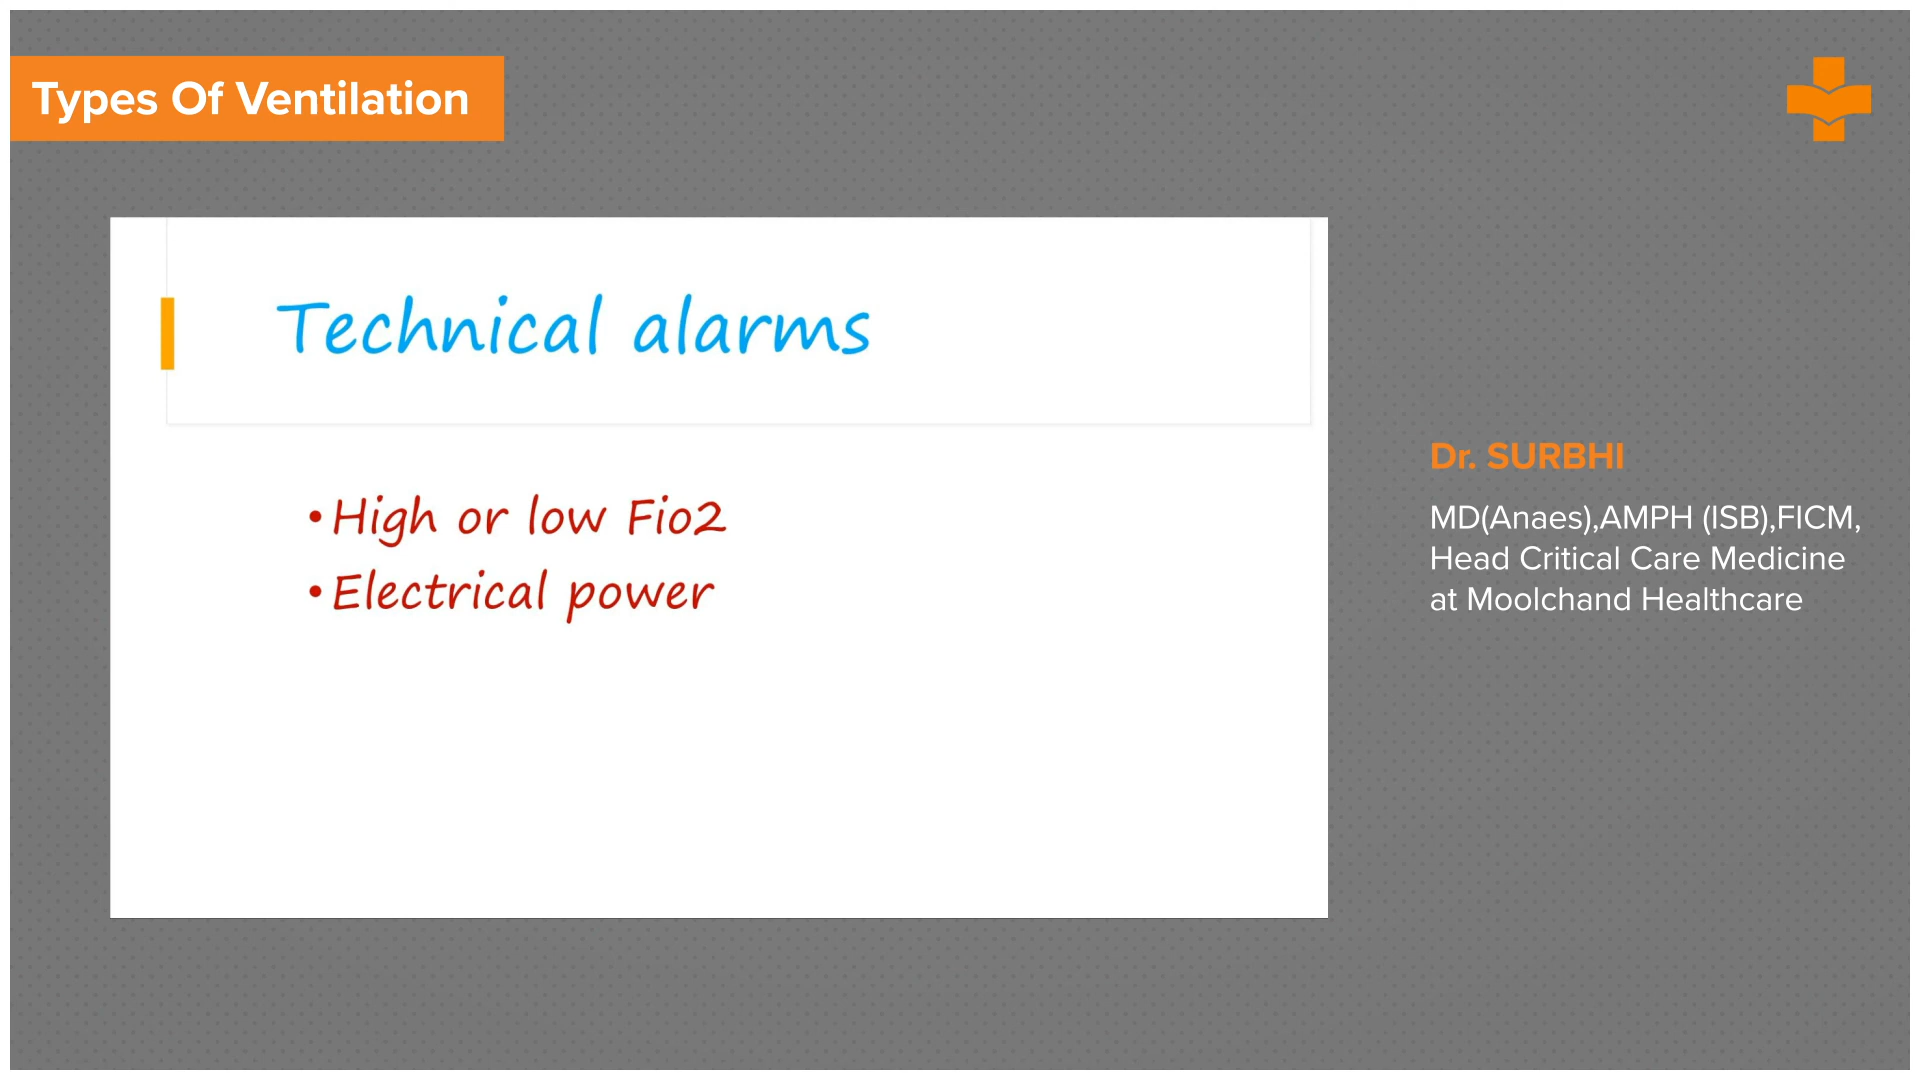 Types Of Ventilation
Technical alarms
•High or low Fio2
•Electrical power
Dr. SURBHI
MD(Anaes),AMPH (ISB),FICM,
Head Critical Care Medicine
at Moolchand Healthcare